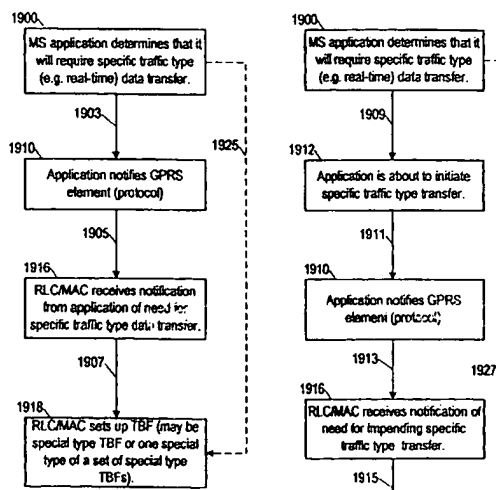 1900
MS application determines that it
will require specific traffic type
(e.g. real-time) data transfer.
1903
1925
1910
Application notifies GPRS
element (protocol)
1905
1916
RLC/MAC receives notification
from application of need for
specific traffic type data transfer.
1907
1918
RLC/MAC sets up TBF (may be
special type TBF or one special
type of a set of special type
TBFs).
1900
MS application determines that it
will require specific traffic type
(e.g. real-time) data transfer.
1909
1912
Application is about to initiate
specific traffic type transfer.
1911
1910
Application notifies GPRS
element (protocol)
1913
1927
1916
RLC/MAC receives notification of
need for impending specific
traffic type transfer.
1915